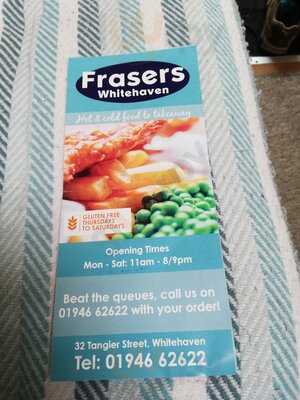 Frasers
Whitehaven
Hot & cold food to takeaway
GLUTEN FREE
THURSDAYS
TO SATURDAYS
Opening Times
Mon - Sat: 11am - 8/9pm
Beat the queues, call us on
01946 62622 with your order!
32 Tangier Street, Whitehaven
Tel: 01946 62622